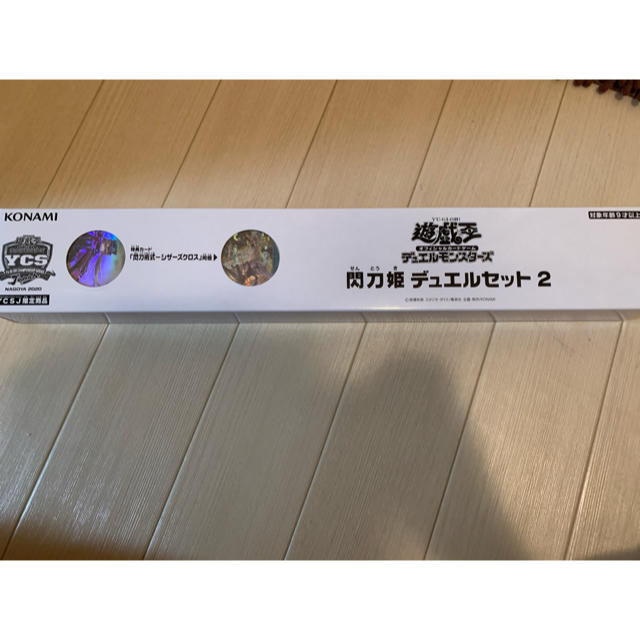 KONAMI
YCS
NAGOYA 2020
YCSJ限定商品
特典カード
「閃刀術式-シザーズクロス」同梱▶
YU-GI-OH!
遊戯王
オフィシャルカードゲーム
デュエルモンスターズ
せん とう き
閃刀姫 デュエルセット 2
対象年齢9才以上